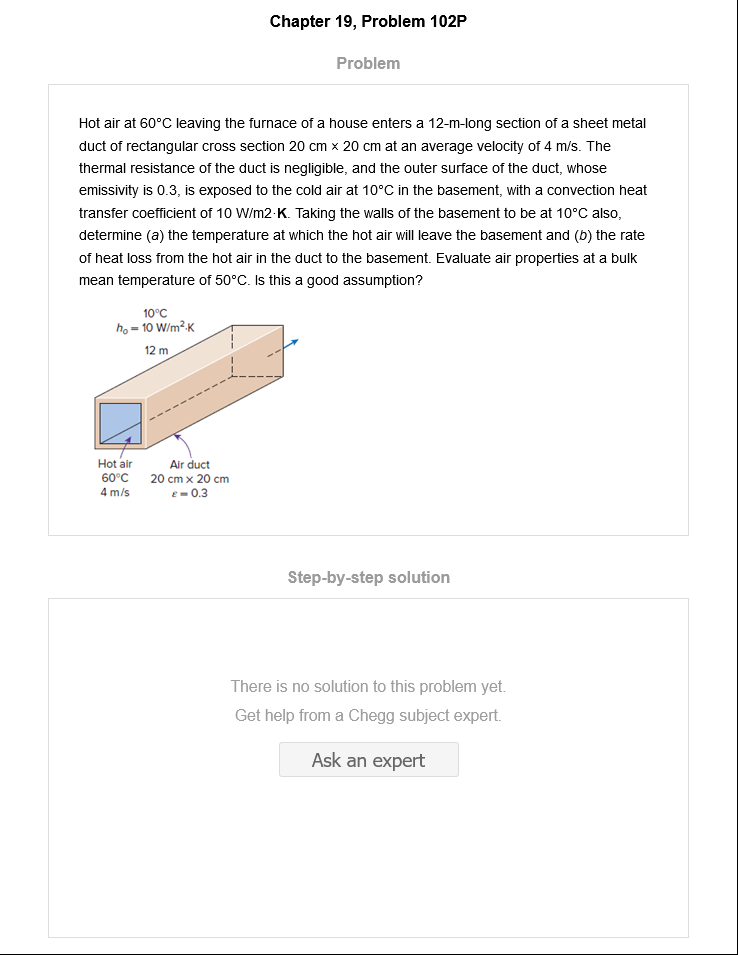 Chapter 19, Problem 102P
Problem
Hot air at 60°C leaving the furnace of a house enters a 12-m-long section of a sheet metal
duct of rectangular cross section 20 cm × 20 cm at an average velocity of 4 m/s. The
thermal resistance of the duct is negligible, and the outer surface of the duct, whose
emissivity is 0.3, is exposed to the cold air at 10°C in the basement, with a convection heat
transfer coefficient of 10 W/m2·K. Taking the walls of the basement to be at 10°C also,
determine (a) the temperature at which the hot air will leave the basement and (b) the rate
of heat loss from the hot air in the duct to the basement. Evaluate air properties at a bulk
mean temperature of 50°C. Is this a good assumption?
10°C
hₒ = 10 W/m²·K
12 m
Hot air
60°C
4 m/s
Air duct
20 cm × 20 cm
ε = 0.3
Step-by-step solution
There is no solution to this problem yet.
Get help from a Chegg subject expert.
Ask an expert